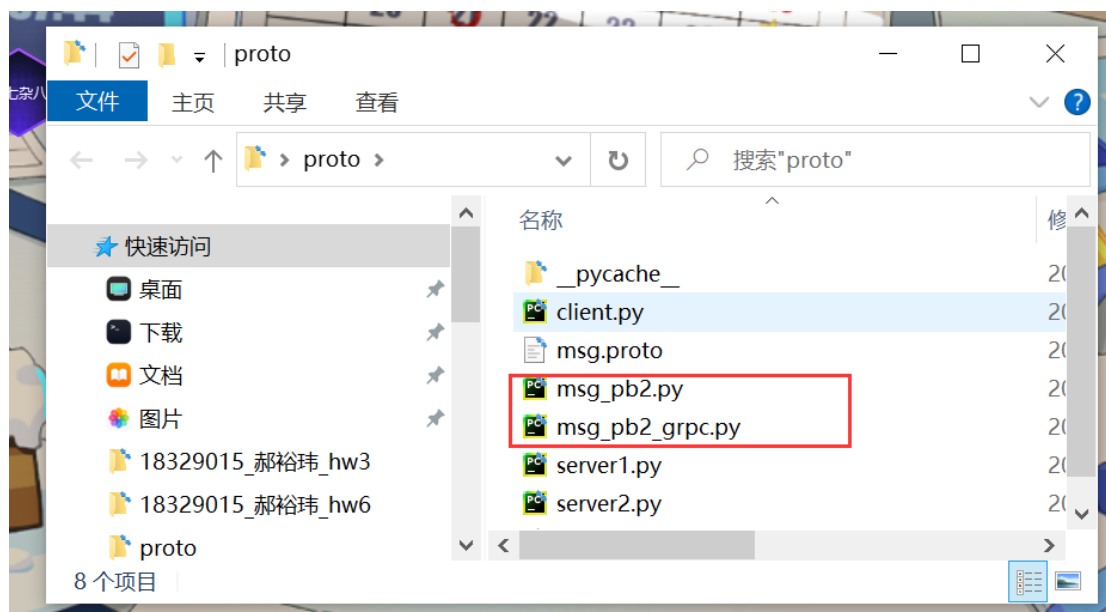 proto
文件 主页 共享 查看
proto
搜索"proto"
名称
修
快速访问
桌面
下载
文档
图片
18329015_郝裕玮_hw3
18329015_郝裕玮_hw6
proto
__pycache__
client.py
msg.proto
msg_pb2.py
msg_pb2_grpc.py
server1.py
server2.py
8 个项目